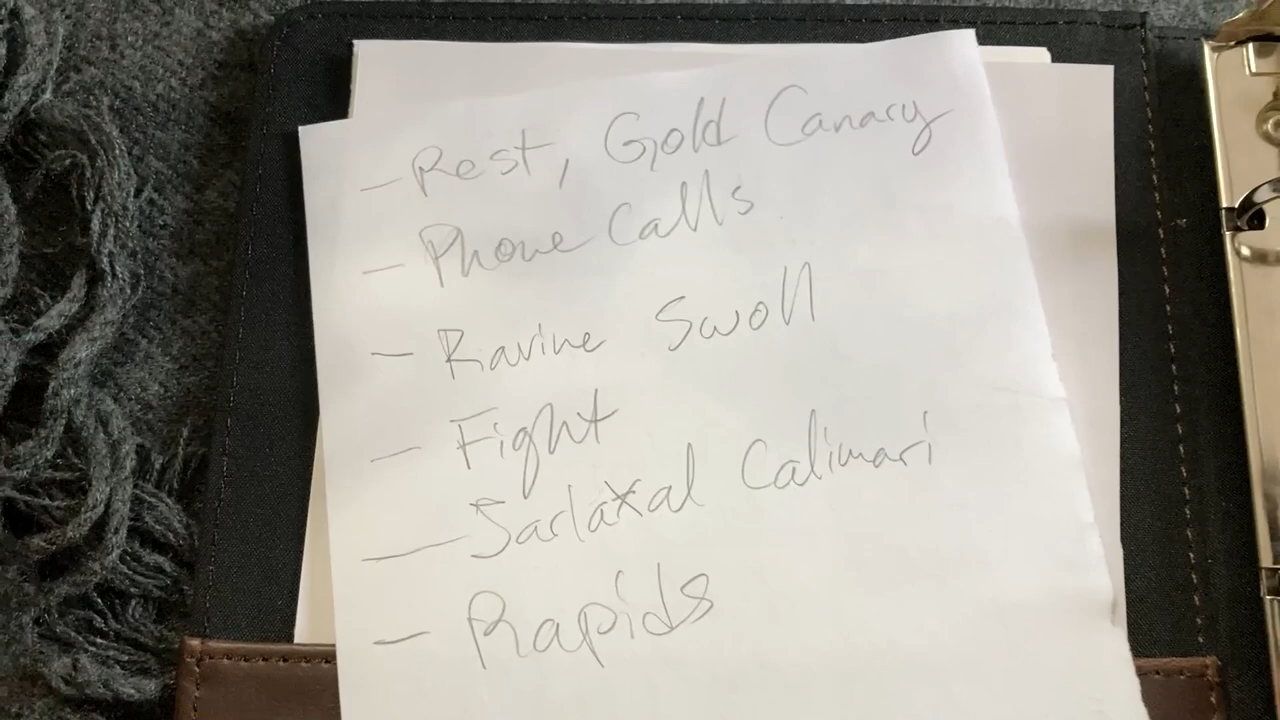 - Rest, Gold Canary
- Phone Calls
- Ravine Swoll
- Fight
- Sarlaxal Calimari
- Rapids